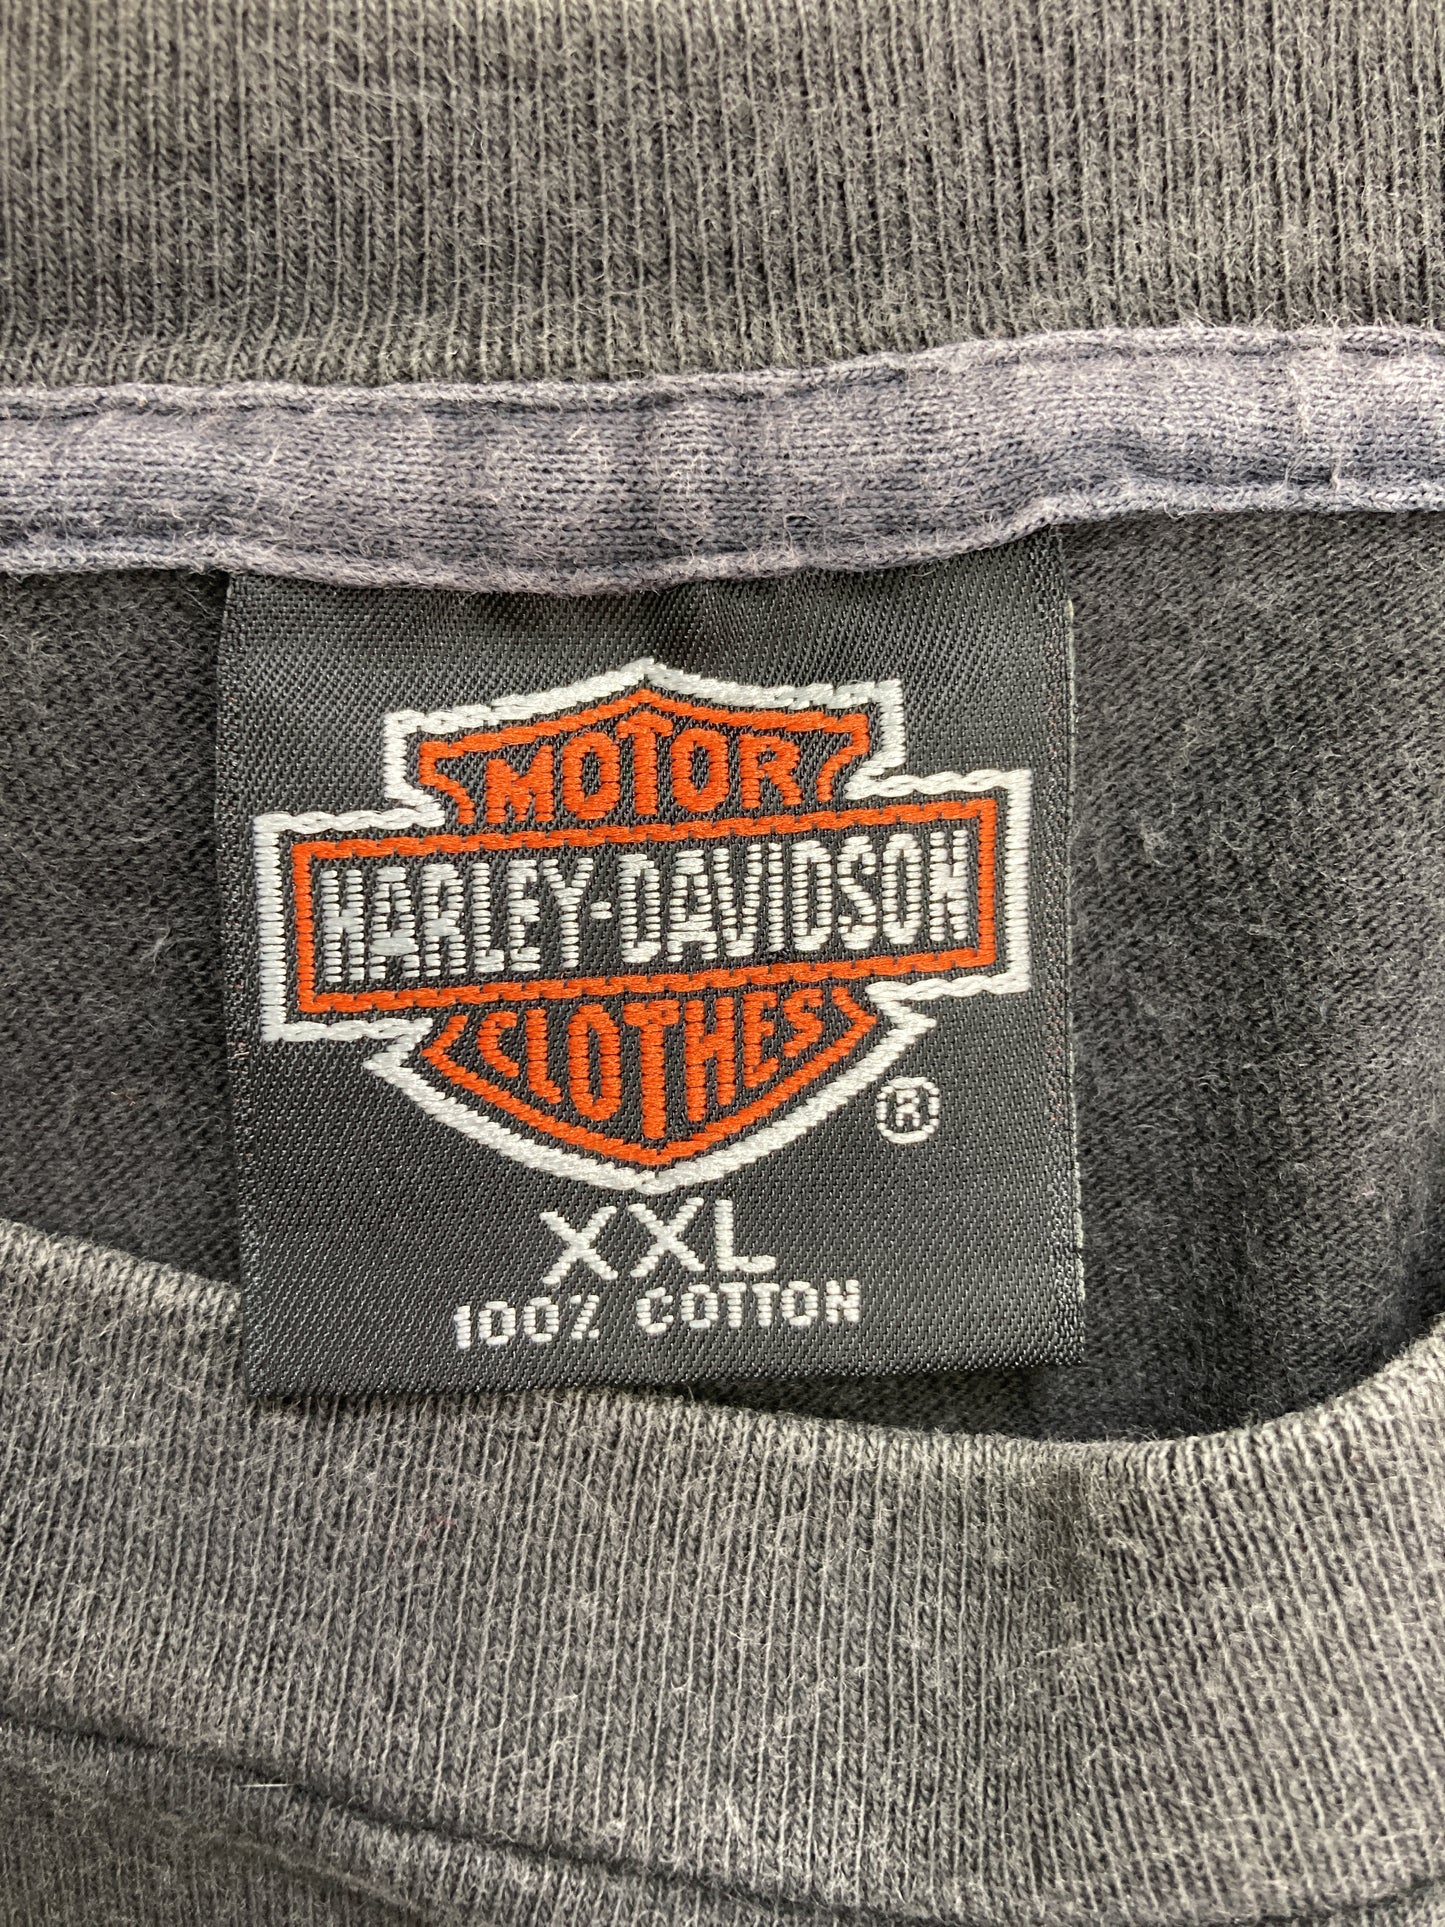 MOTOR
HARLEY-DAVIDSON
CLOTHES
®
XXL
100% COTTON